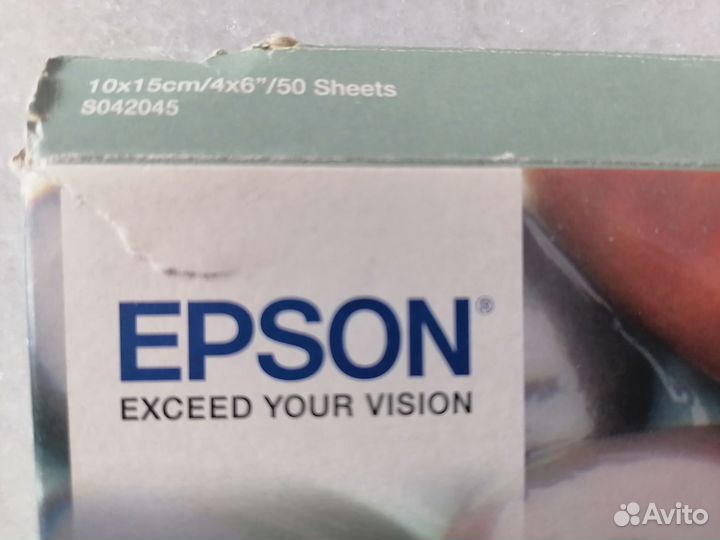 10x15cm/4x6"/50 Sheets
S042045
EPSON®
EXCEED YOUR VISION
Avito